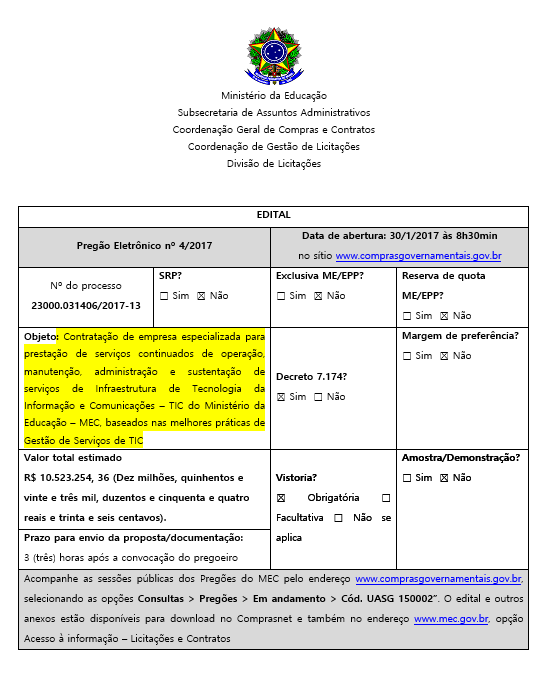 Ministério da Educação
Subsecretaria de Assuntos Administrativos
Coordenação Geral de Compras e Contratos
Coordenação de Gestão de Licitações
Divisão de Licitações
EDITAL
Pregão Eletrônico nº 4/2017
Data de abertura: 30/1/2017 às 8h30min
no sítio www.comprasgovernamentais.gov.br
Nº do processo
23000.031406/2017-13
SRP?
☐ Sim ☒ Não
Exclusiva ME/EPP?
☐ Sim ☒ Não
Reserva de quota
ME/EPP?
☐ Sim ☒ Não
Objeto: Contratação de empresa especializada para
prestação de serviços continuados de operação,
manutenção, administração e sustentação de
serviços de Infraestrutura de Tecnologia da
Informação e Comunicações – TIC do Ministério da
Educação – MEC, baseados nas melhores práticas de
Gestão de Serviços de TIC
Decreto 7.174?
☒ Sim ☐ Não
Margem de preferência?
☐ Sim ☒ Não
Valor total estimado
R$ 10.523.254, 36 (Dez milhões, quinhentos e
vinte e três mil, duzentos e cinquenta e quatro
reais e trinta e seis centavos).
Prazo para envio da proposta/documentação:
3 (três) horas após a convocação do pregoeiro
Vistoria?
☒ Obrigatória ☐
Facultativa ☐ Não se
aplica
Amostra/Demonstração?
☐ Sim ☒ Não
Acompanhe as sessões públicas dos Pregões do MEC pelo endereço www.comprasgovernamentais.gov.br,
selecionando as opções Consultas > Pregões > Em andamento > Cód. UASG 150002”. O edital e outros
anexos estão disponíveis para download no Comprasnet e também no endereço www.mec.gov.br, opção
Acesso à informação – Licitações e Contratos